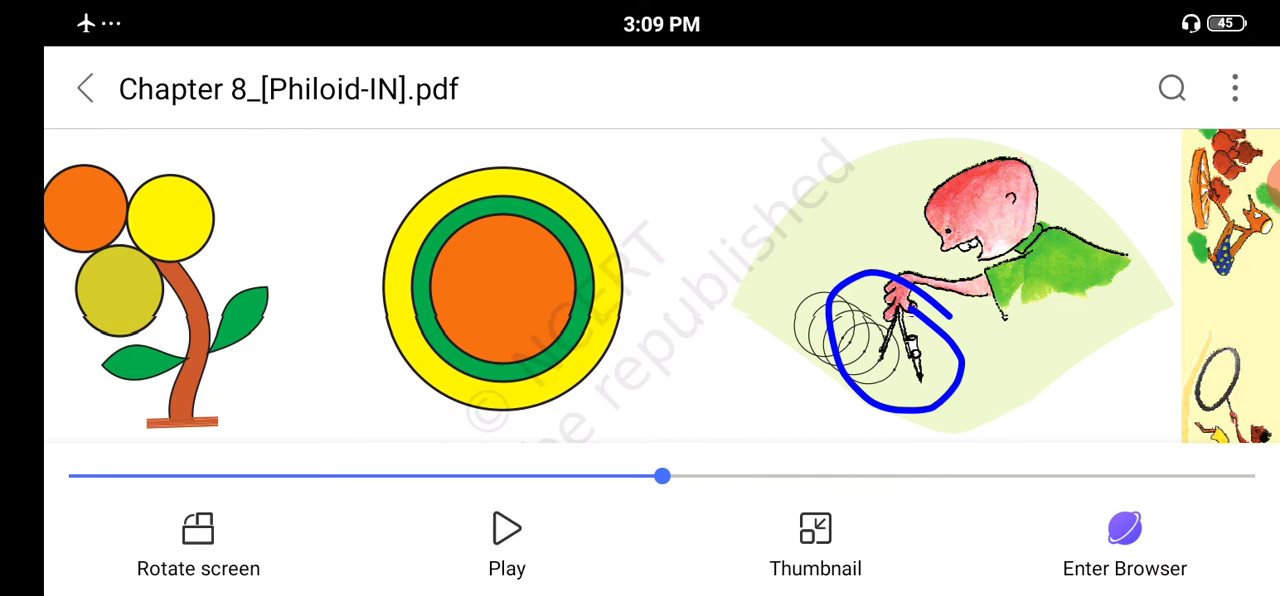 3:09 PM
45
Chapter 8_[Philoid-IN].pdf
© NCERT
be republished
Rotate screen
Play
Thumbnail
Enter Browser